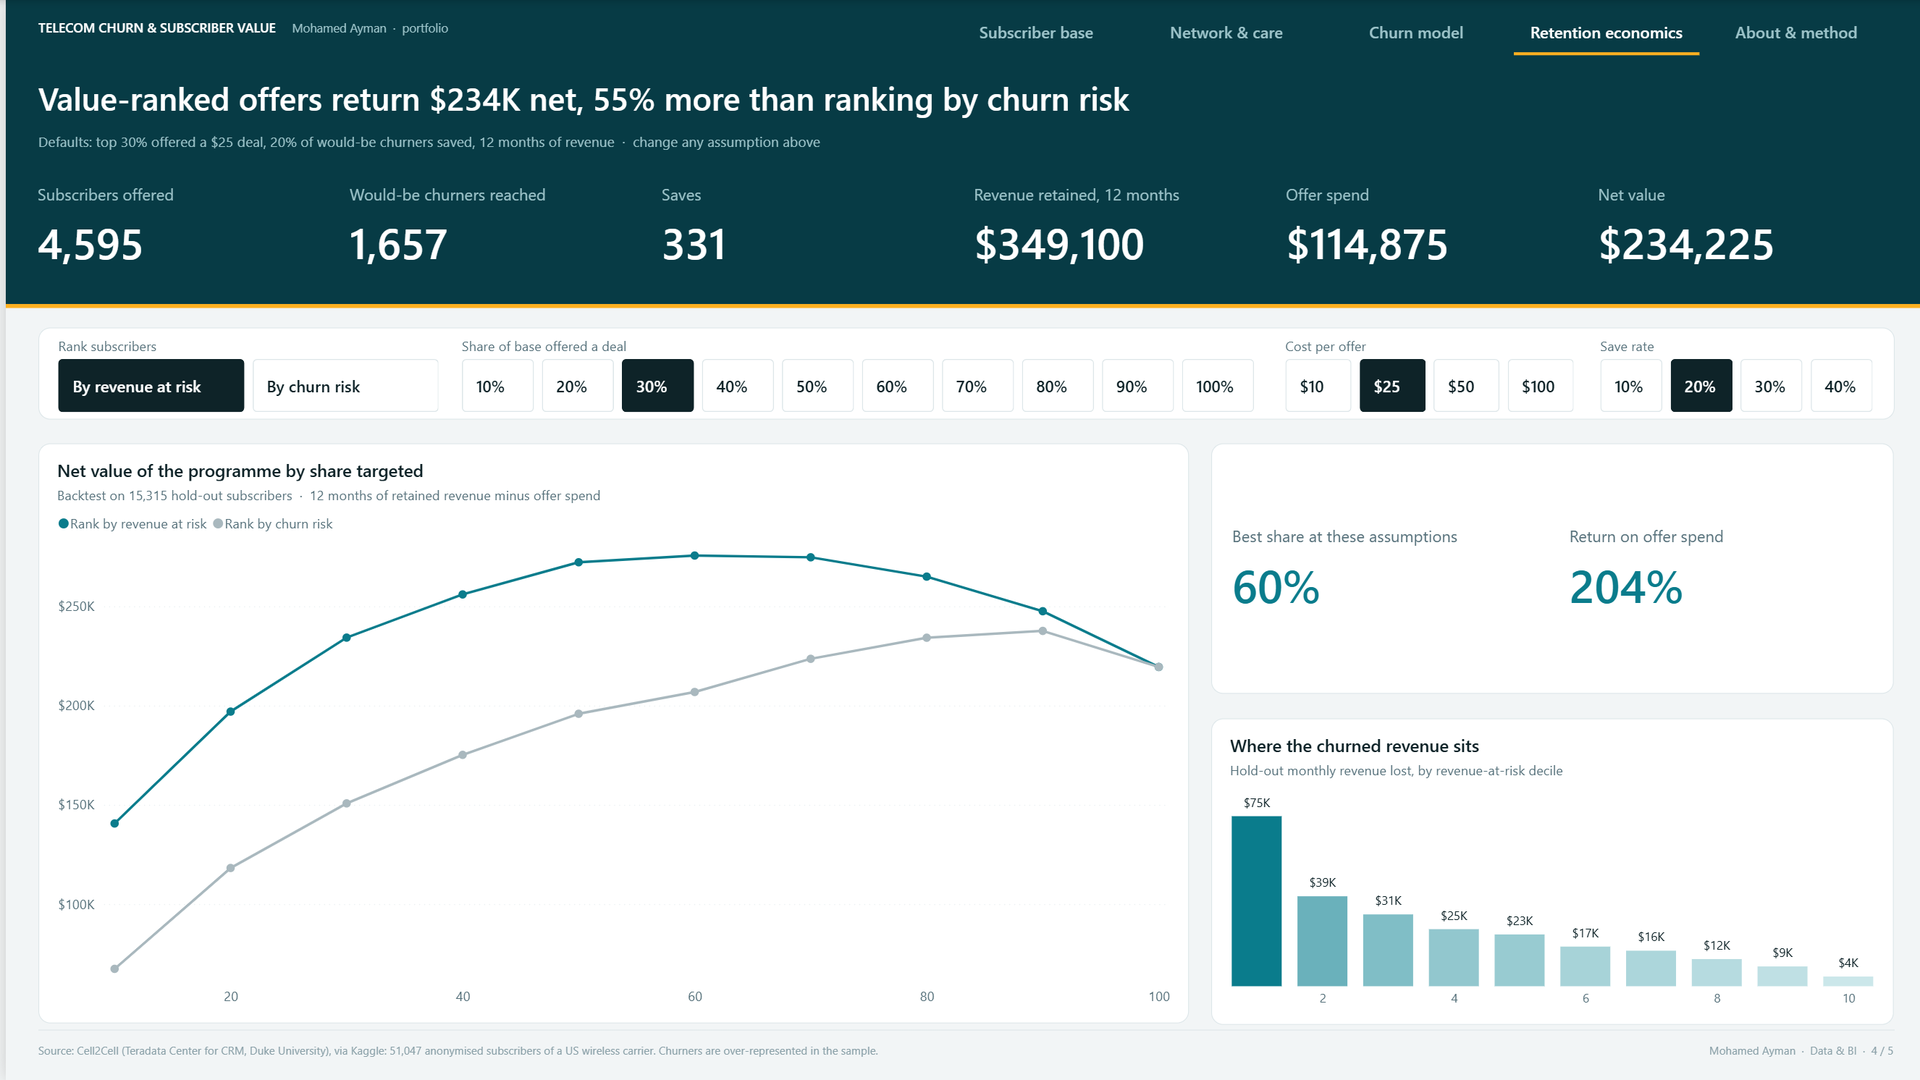 TELECOM CHURN & SUBSCRIBER VALUE Mohamed Ayman · portfolio
Subscriber base Network & care Churn model Retention economics About & method
Value-ranked offers return $234K net, 55% more than ranking by churn risk
Defaults: top 30% offered a $25 deal, 20% of would-be churners saved, 12 months of revenue · change any assumption above
Subscribers offered Would-be churners reached Saves Revenue retained, 12 months Offer spend Net value
4,595 1,657 331 $349,100 $114,875 $234,225
Rank subscribers Share of base offered a deal Cost per offer Save rate
By revenue at risk By churn risk 10% 20% 30% 40% 50% 60% 70% 80% 90% 100% $10 $25 $50 $100 10% 20% 30% 40%
Net value of the programme by share targeted
Backtest on 15,315 hold-out subscribers · 12 months of retained revenue minus offer spend
Rank by revenue at risk Rank by churn risk
$250K
$200K
$150K
$100K
20 40 60 80 100
Best share at these assumptions Return on offer spend
60% 204%
Where the churned revenue sits
Hold-out monthly revenue lost, by revenue-at-risk decile
$75K $39K $31K $25K $23K $17K $16K $12K $9K $4K
2 4 6 8 10
Source: Cell2Cell (Teradata Center for CRM, Duke University), via Kaggle: 51,047 anonymised subscribers of a US wireless carrier. Churners are over-represented in the sample.
Mohamed Ayman · Data & BI · 4 / 5